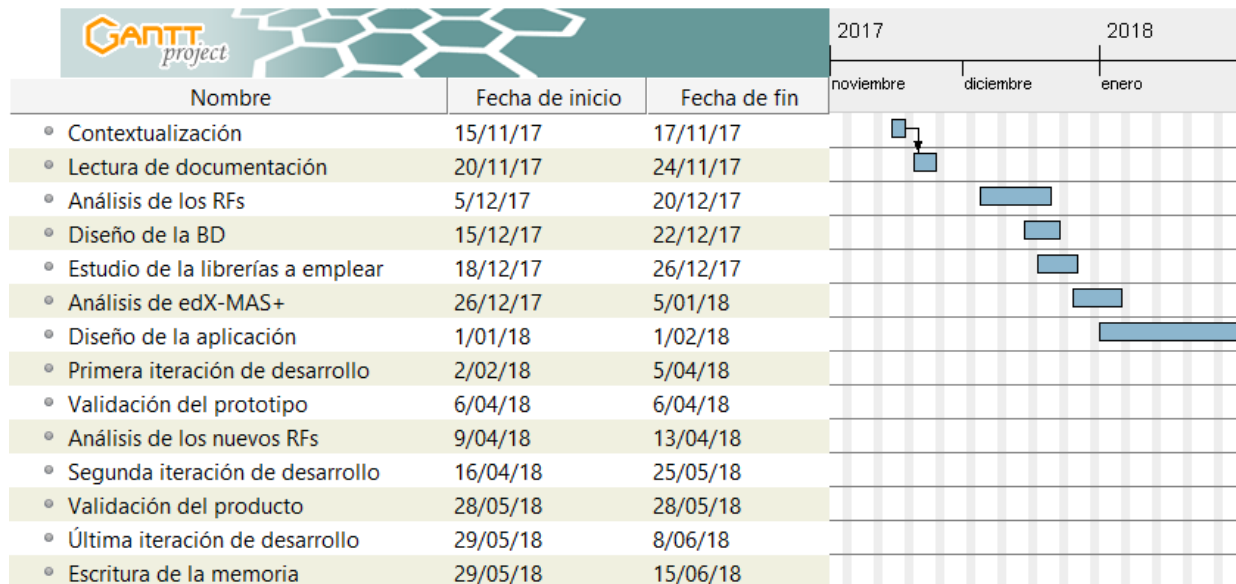 GANTT
project
2017 2018
noviembre diciembre enero
Nombre Fecha de inicio Fecha de fin
Contextualización 15/11/17 17/11/17
Lectura de documentación 20/11/17 24/11/17
Análisis de los RFs 5/12/17 20/12/17
Diseño de la BD 15/12/17 22/12/17
Estudio de la librerías a emplear 18/12/17 26/12/17
Análisis de edX-MAS+ 26/12/17 5/01/18
Diseño de la aplicación 1/01/18 1/02/18
Primera iteración de desarrollo 2/02/18 5/04/18
Validación del prototipo 6/04/18 6/04/18
Análisis de los nuevos RFs 9/04/18 13/04/18
Segunda iteración de desarrollo 16/04/18 25/05/18
Validación del producto 28/05/18 28/05/18
Última iteración de desarrollo 29/05/18 8/06/18
Escritura de la memoria 29/05/18 15/06/18